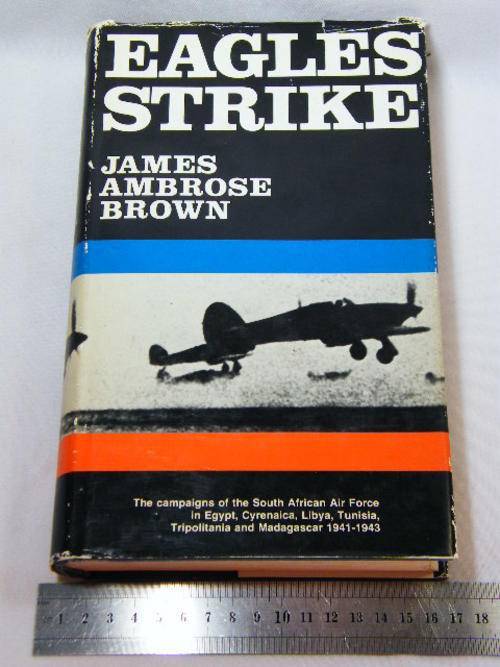 EAGLES
STRIKE
JAMES
AMBROSE
BROWN
The campaigns of the South African Air Force
in Egypt, Cyrenaica, Libya, Tunisia,
Tripolitania and Madagascar 1941-1943
1 2 3 4 5 6 7 8 9 10 11 12 13 14 15 16 17 18